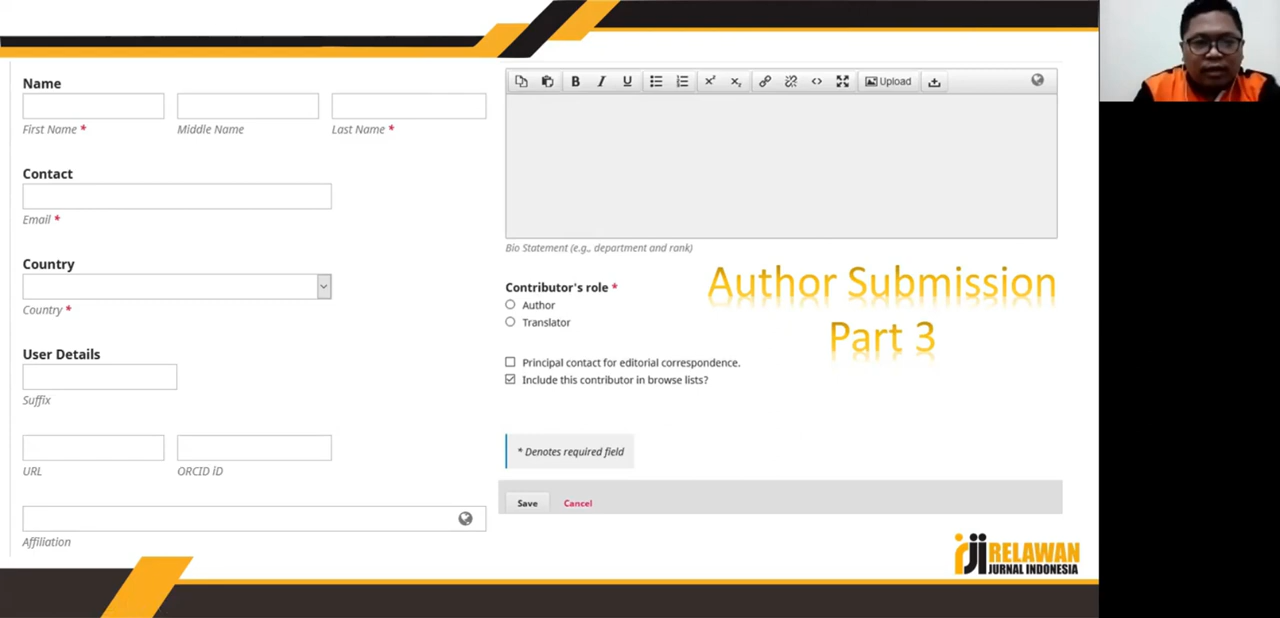 Name
First Name *
Middle Name
Last Name *
Contact
Email *
Country
Country *
User Details
Suffix
URL
ORCID iD
Affiliation
B I U
Upload
Bio Statement (e.g., department and rank)
Contributor's role *
Author
Translator
Principal contact for editorial correspondence.
Include this contributor in browse lists?
* Denotes required field
Save
Cancel
Author Submission
Part 3
rji RELAWAN
JURNAL INDONESIA